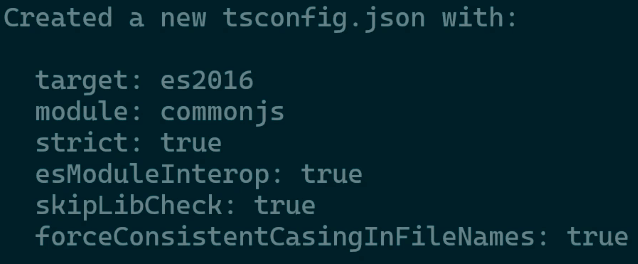 Created a new tsconfig.json with:
target: es2016
module: commonjs
strict: true
esModuleInterop: true
skipLibCheck: true
forceConsistentCasingInFileNames: true